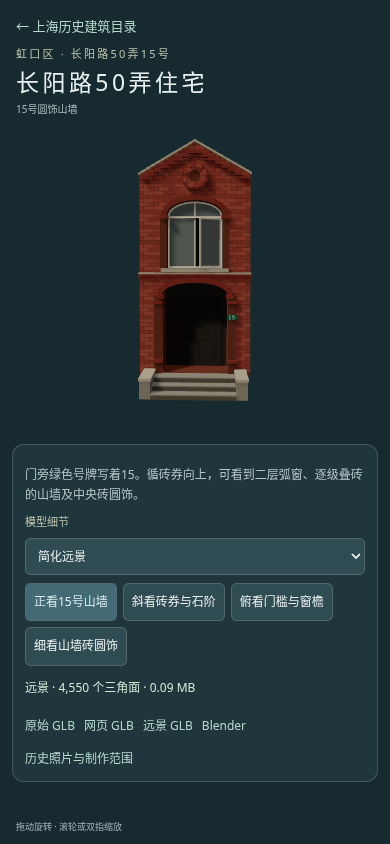 ← 上海历史建筑目录
虹口区 · 长阳路50弄15号
长阳路50弄住宅
15号圆饰山墙
15
门旁绿色号牌写着15。循砖券向上，可看到二层弧窗、逐级叠砖
的山墙及中央砖圆饰。
模型细节
简化远景
正看15号山墙 斜看砖券与石阶 俯看门槛与窗檐
细看山墙砖圆饰
远景 · 4,550 个三角面 · 0.09 MB
原始 GLB 网页 GLB 远景 GLB Blender
历史照片与制作范围
拖动旋转 · 滚轮或双指缩放